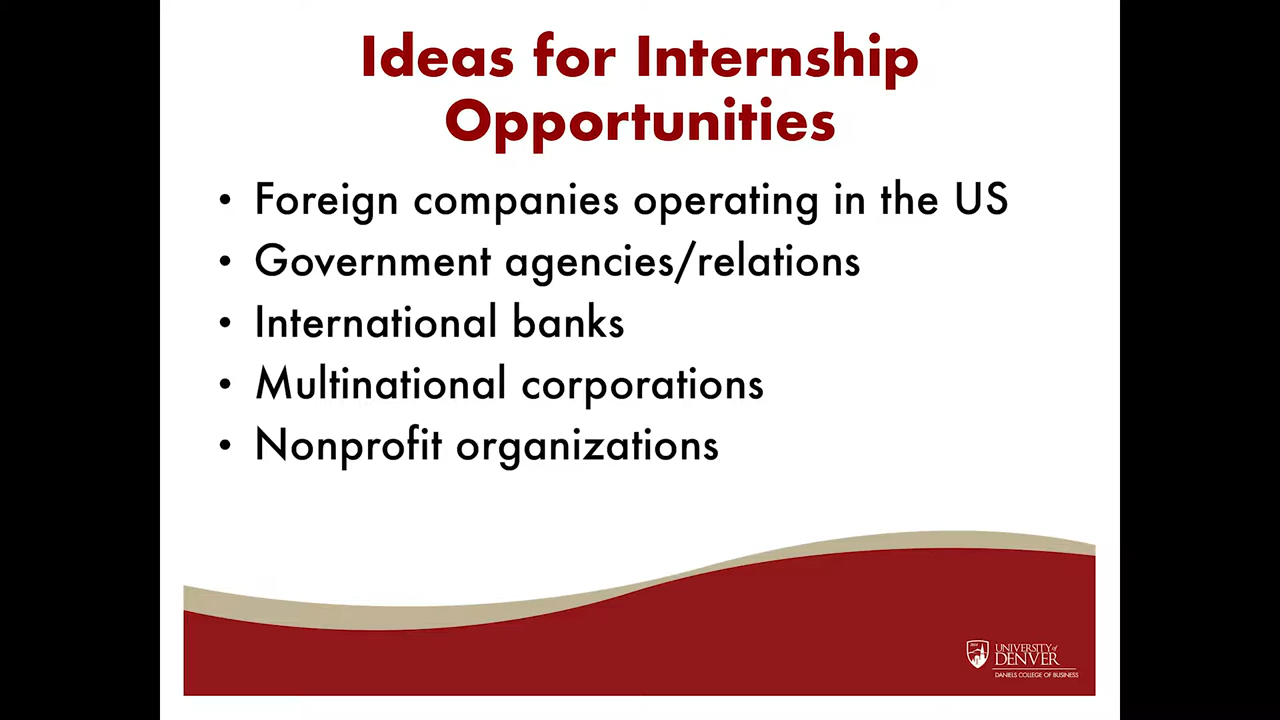 Ideas for Internship
Opportunities
• Foreign companies operating in the US
• Government agencies/relations
• International banks
• Multinational corporations
• Nonprofit organizations
UNIVERSITY of
DENVER
DANIELS COLLEGE OF BUSINESS